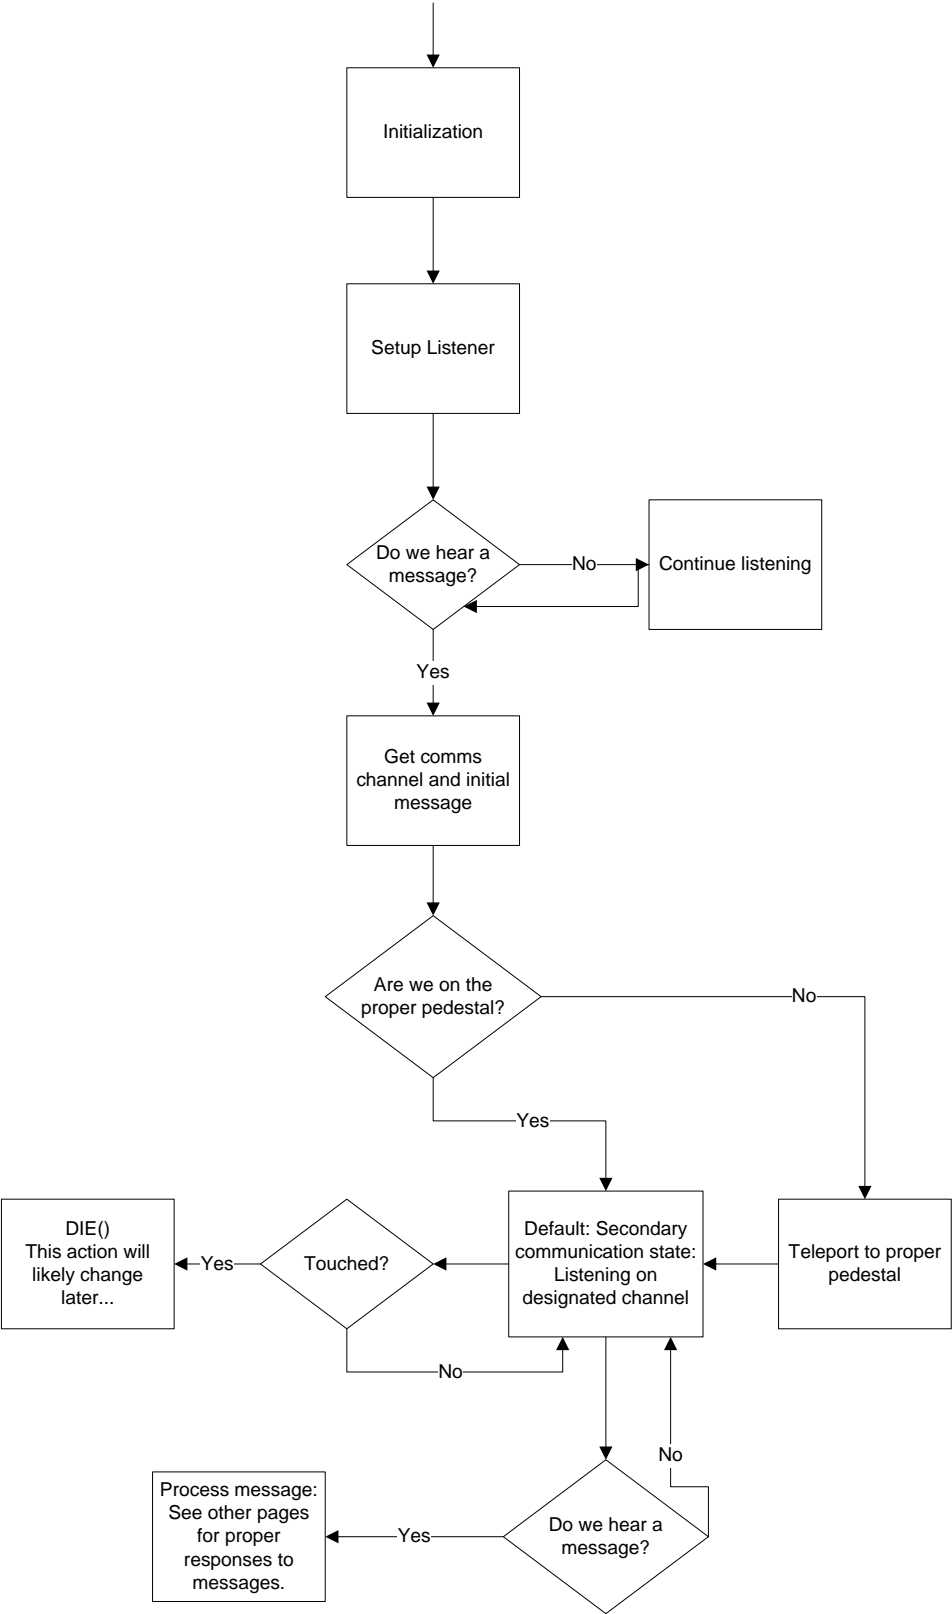 Initialization
Setup Listener
Do we hear a
message?
No
Continue listening
Yes
Get comms
channel and initial
message
Are we on the
proper pedestal?
No
Yes
DIE()
This action will
likely change
later...
Yes
Touched?
Default: Secondary
communication state:
Listening on
designated channel
Teleport to proper
pedestal
No
No
Process message:
See other pages
for proper
responses to
messages.
Yes
Do we hear a
message?